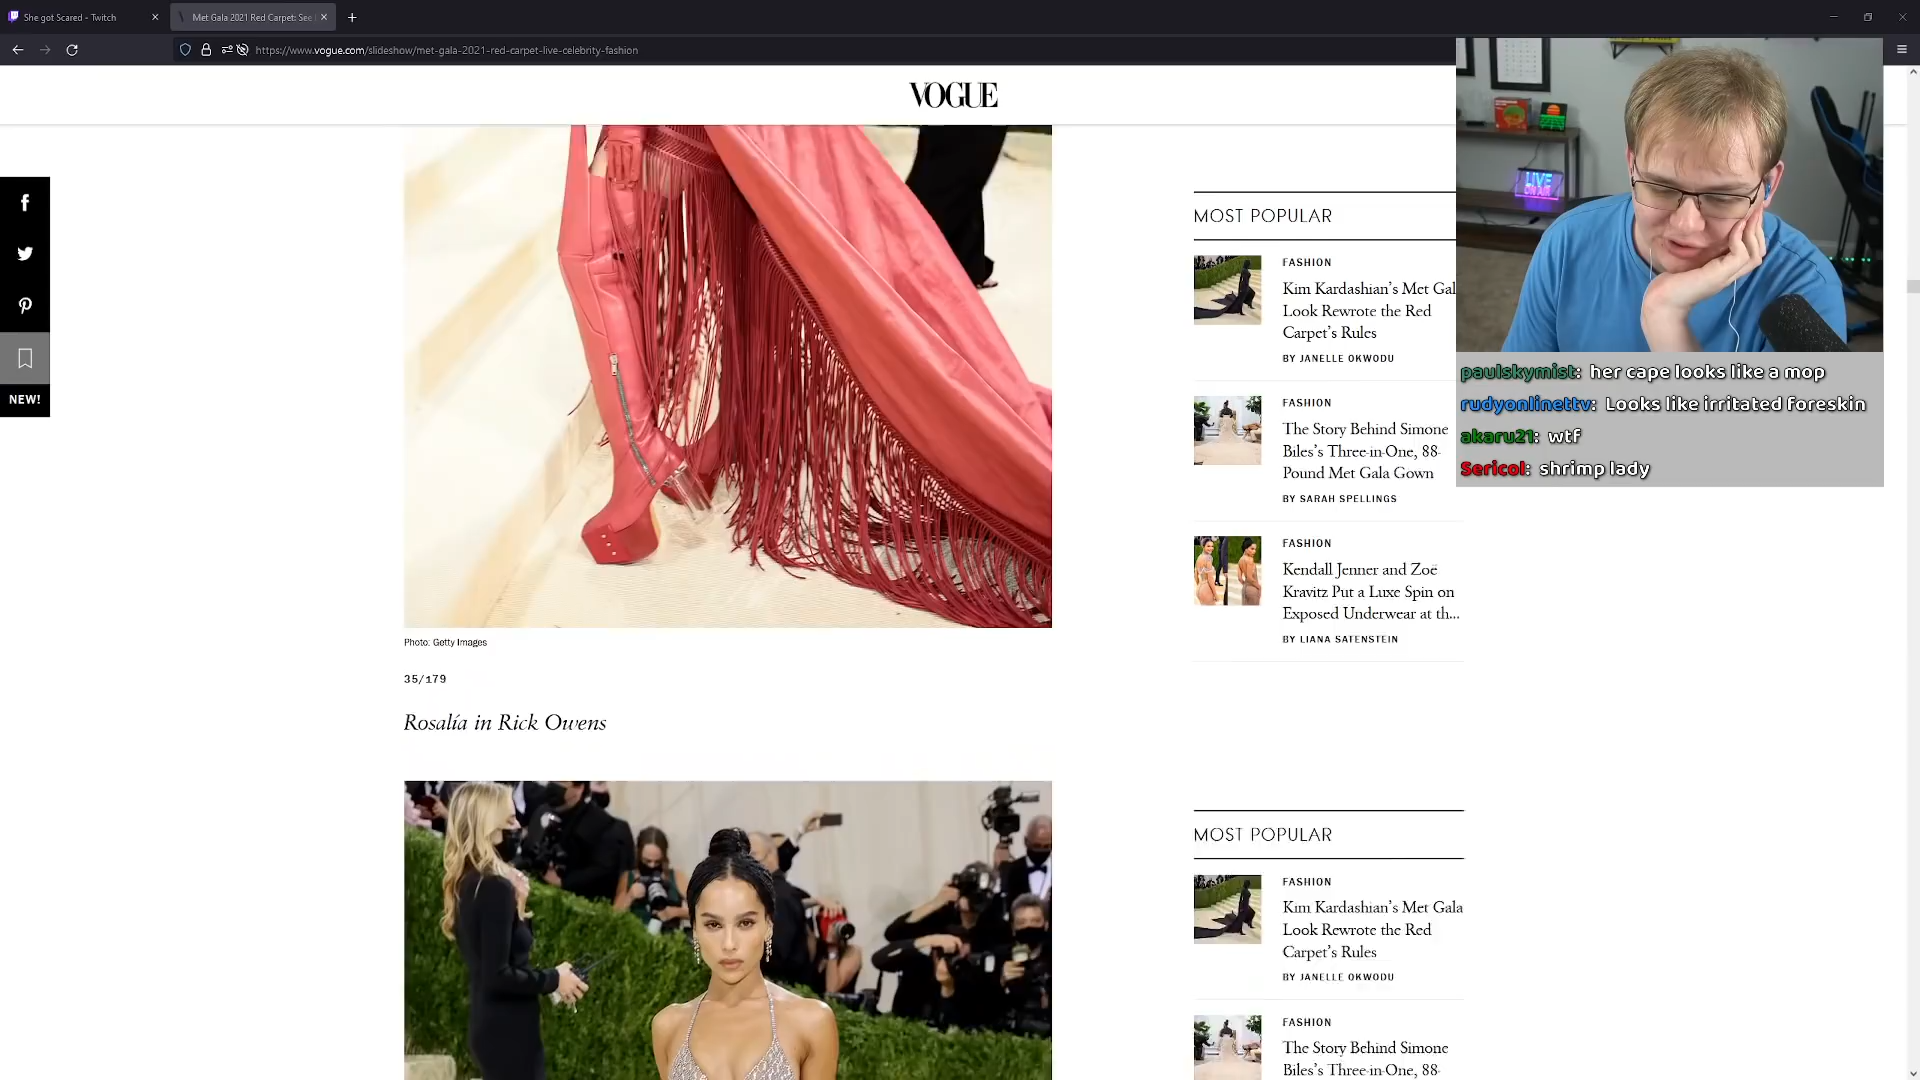 She got Scared - Twitch
Met Gala 2021 Red Carpet: See
https://www.vogue.com/slideshow/met-gala-2021-red-carpet-live-celebrity-fashion
VOGUE
NEW!
Photo: Getty Images
35/179
Rosalía in Rick Owens
MOST POPULAR
FASHION
Kim Kardashian's Met Gal
Look Rewrote the Red
Carpet's Rules
BY JANELLE OKWODU
FASHION
The Story Behind Simone
Biles's Three-in-One, 88-
Pound Met Gala Gown
BY SARAH SPELLINGS
FASHION
Kendall Jenner and Zoë
Kravitz Put a Luxe Spin on
Exposed Underwear at th...
BY LIANA SATENSTEIN
MOST POPULAR
FASHION
Kim Kardashian's Met Gala
Look Rewrote the Red
Carpet's Rules
BY JANELLE OKWODU
FASHION
The Story Behind Simone
Biles's Three-in-One, 88-
LIVE
ON AIR
paulskymist: her cape looks like a mop
rudyonlinettv: Looks like irritated foreskin
akaru21: wtf
Sericol: shrimp lady